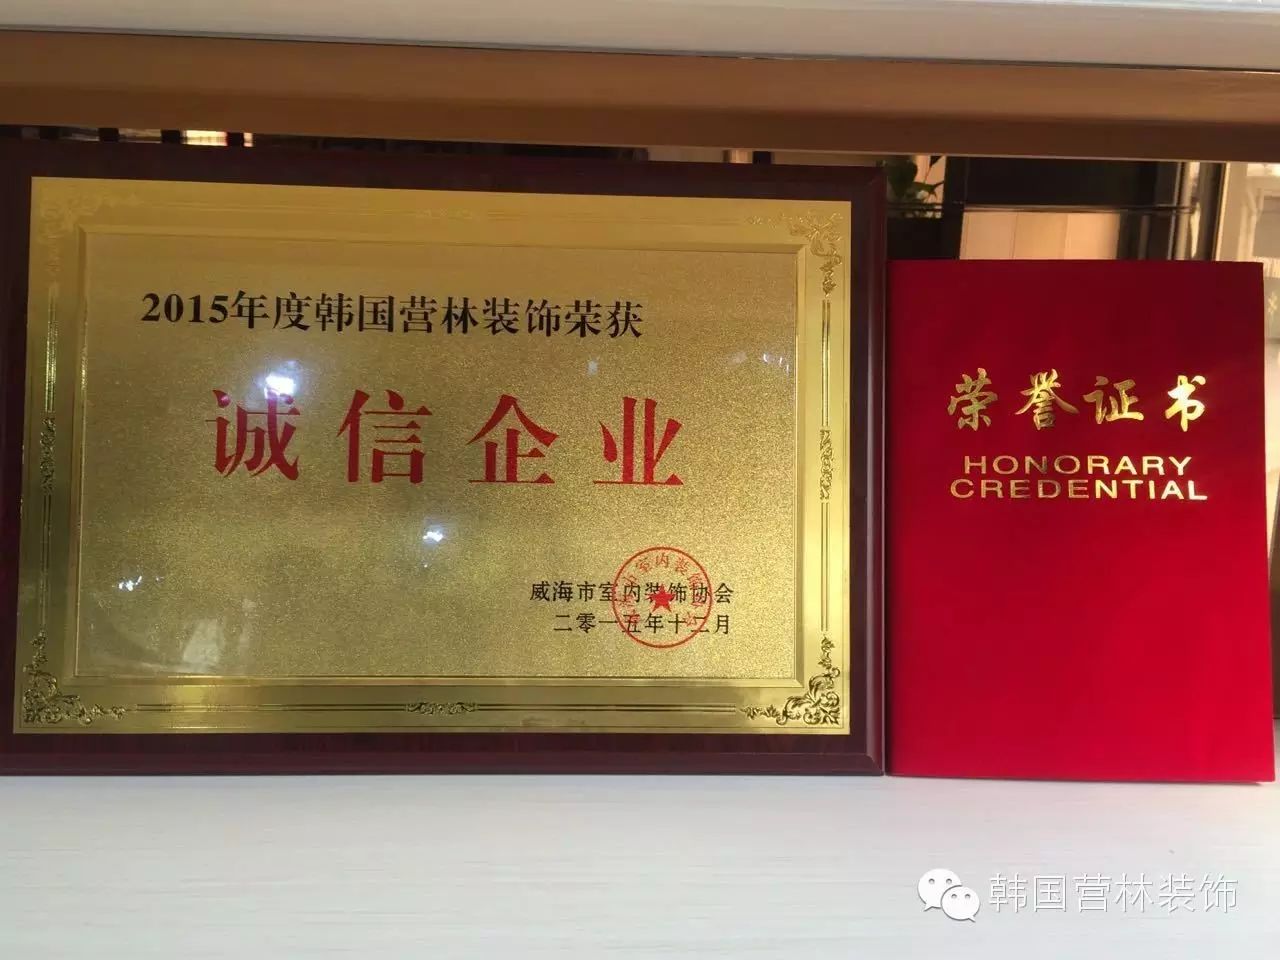 2015年度韩国营林装饰荣获
诚信企业
威海市室内装饰协会
二零一五年十二月
荣誉证书
HONORARY
CREDENTIAL
韩国营林装饰